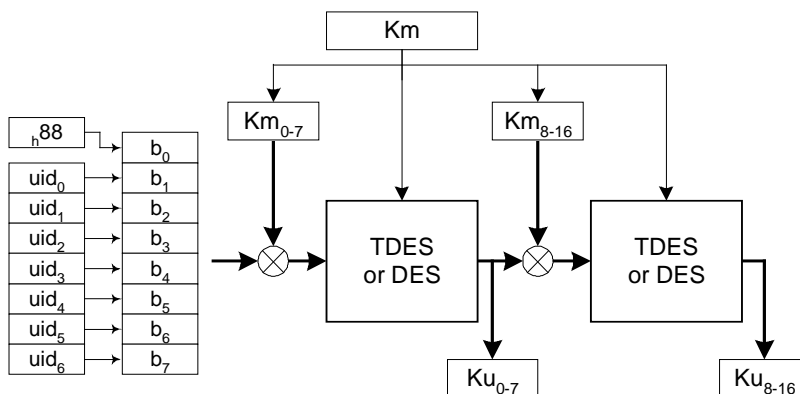 Km
Km₀₋₇
Km₈₋₁₆
ₕ88
b₀
uid₀
b₁
uid₁
b₂
uid₂
b₃
uid₃
b₄
uid₄
b₅
uid₅
b₆
uid₆
b₇
TDES
or DES
TDES
or DES
Ku₀₋₇
Ku₈₋₁₆